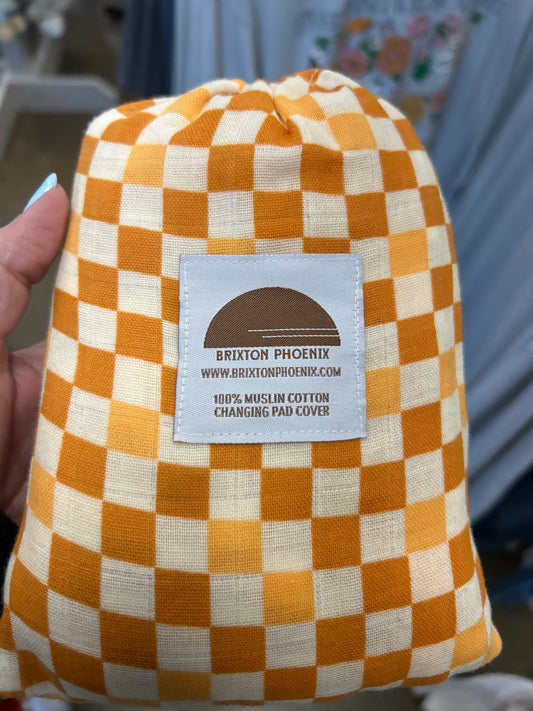 BRIXTON PHOENIX
WWW.BRIXTONPHOENIX.COM
100% MUSLIN COTTON
CHANGING PAD COVER